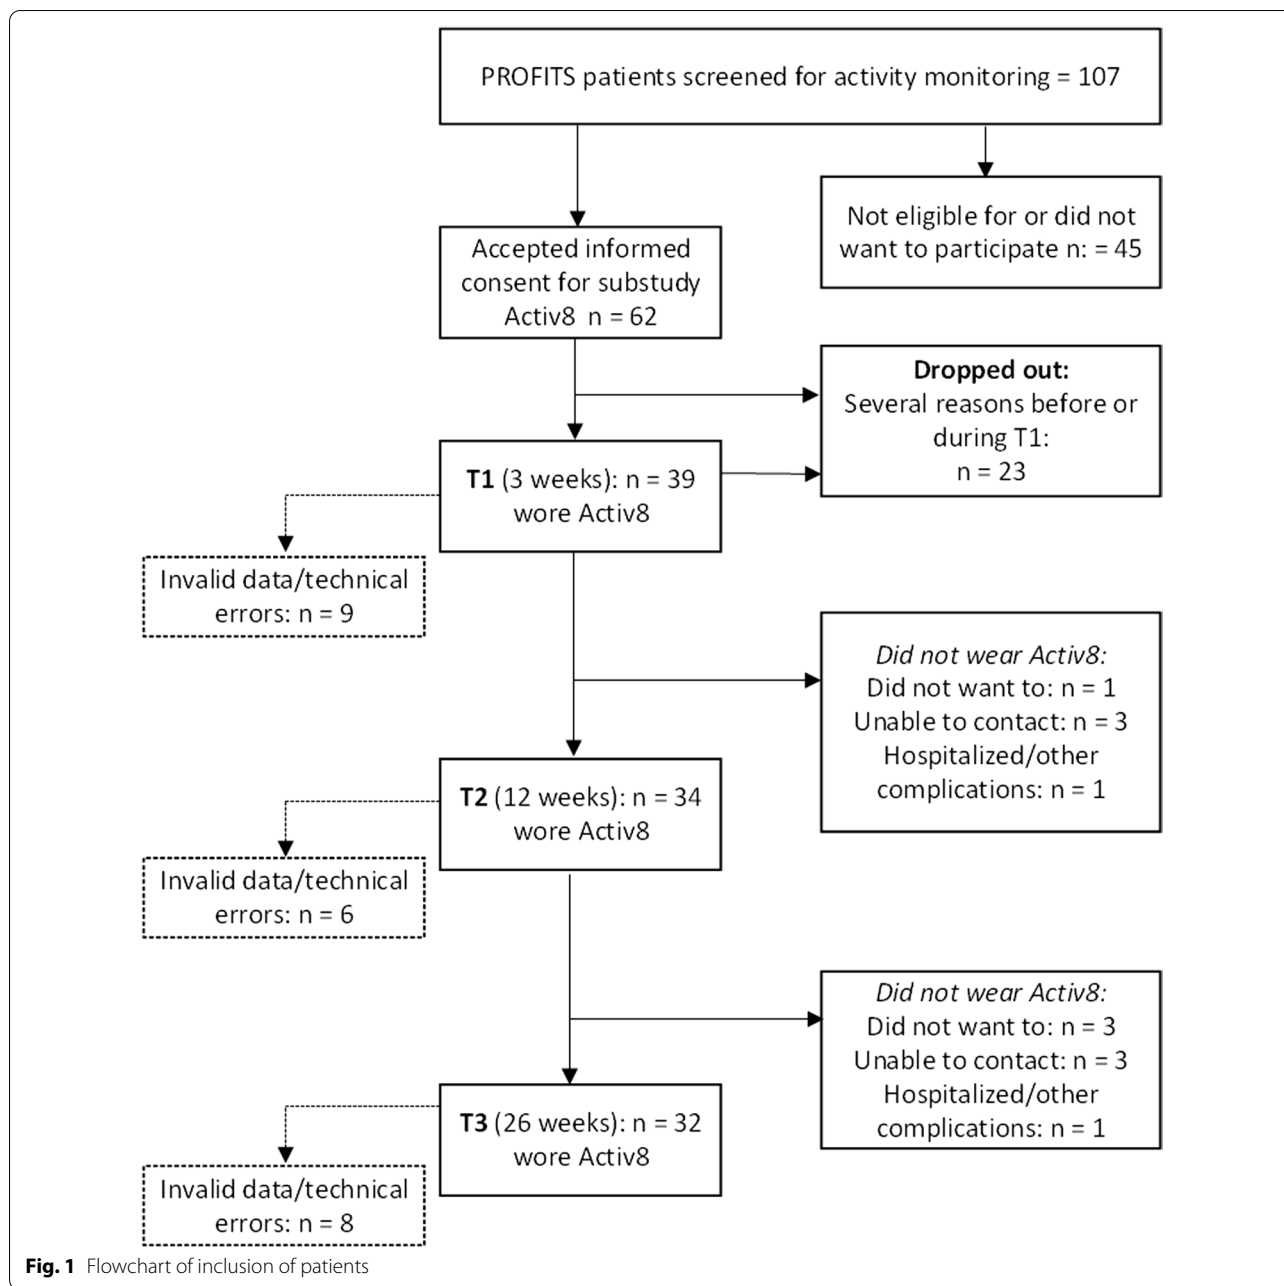 PROFITS patients screened for activity monitoring = 107
Not eligible for or did not
want to participate n: = 45
Accepted informed
consent for substudy
Activ8 n = 62
Dropped out:
Several reasons before or
during T1:
n = 23
T1 (3 weeks): n = 39
wore Activ8
Invalid data/technical
errors: n = 9
Did not wear Activ8:
Did not want to: n = 1
Unable to contact: n = 3
Hospitalized/other
complications: n = 1
T2 (12 weeks): n = 34
wore Activ8
Invalid data/technical
errors: n = 6
Did not wear Activ8:
Did not want to: n = 3
Unable to contact: n = 3
Hospitalized/other
complications: n = 1
T3 (26 weeks): n = 32
wore Activ8
Invalid data/technical
errors: n = 8
Fig. 1 Flowchart of inclusion of patients